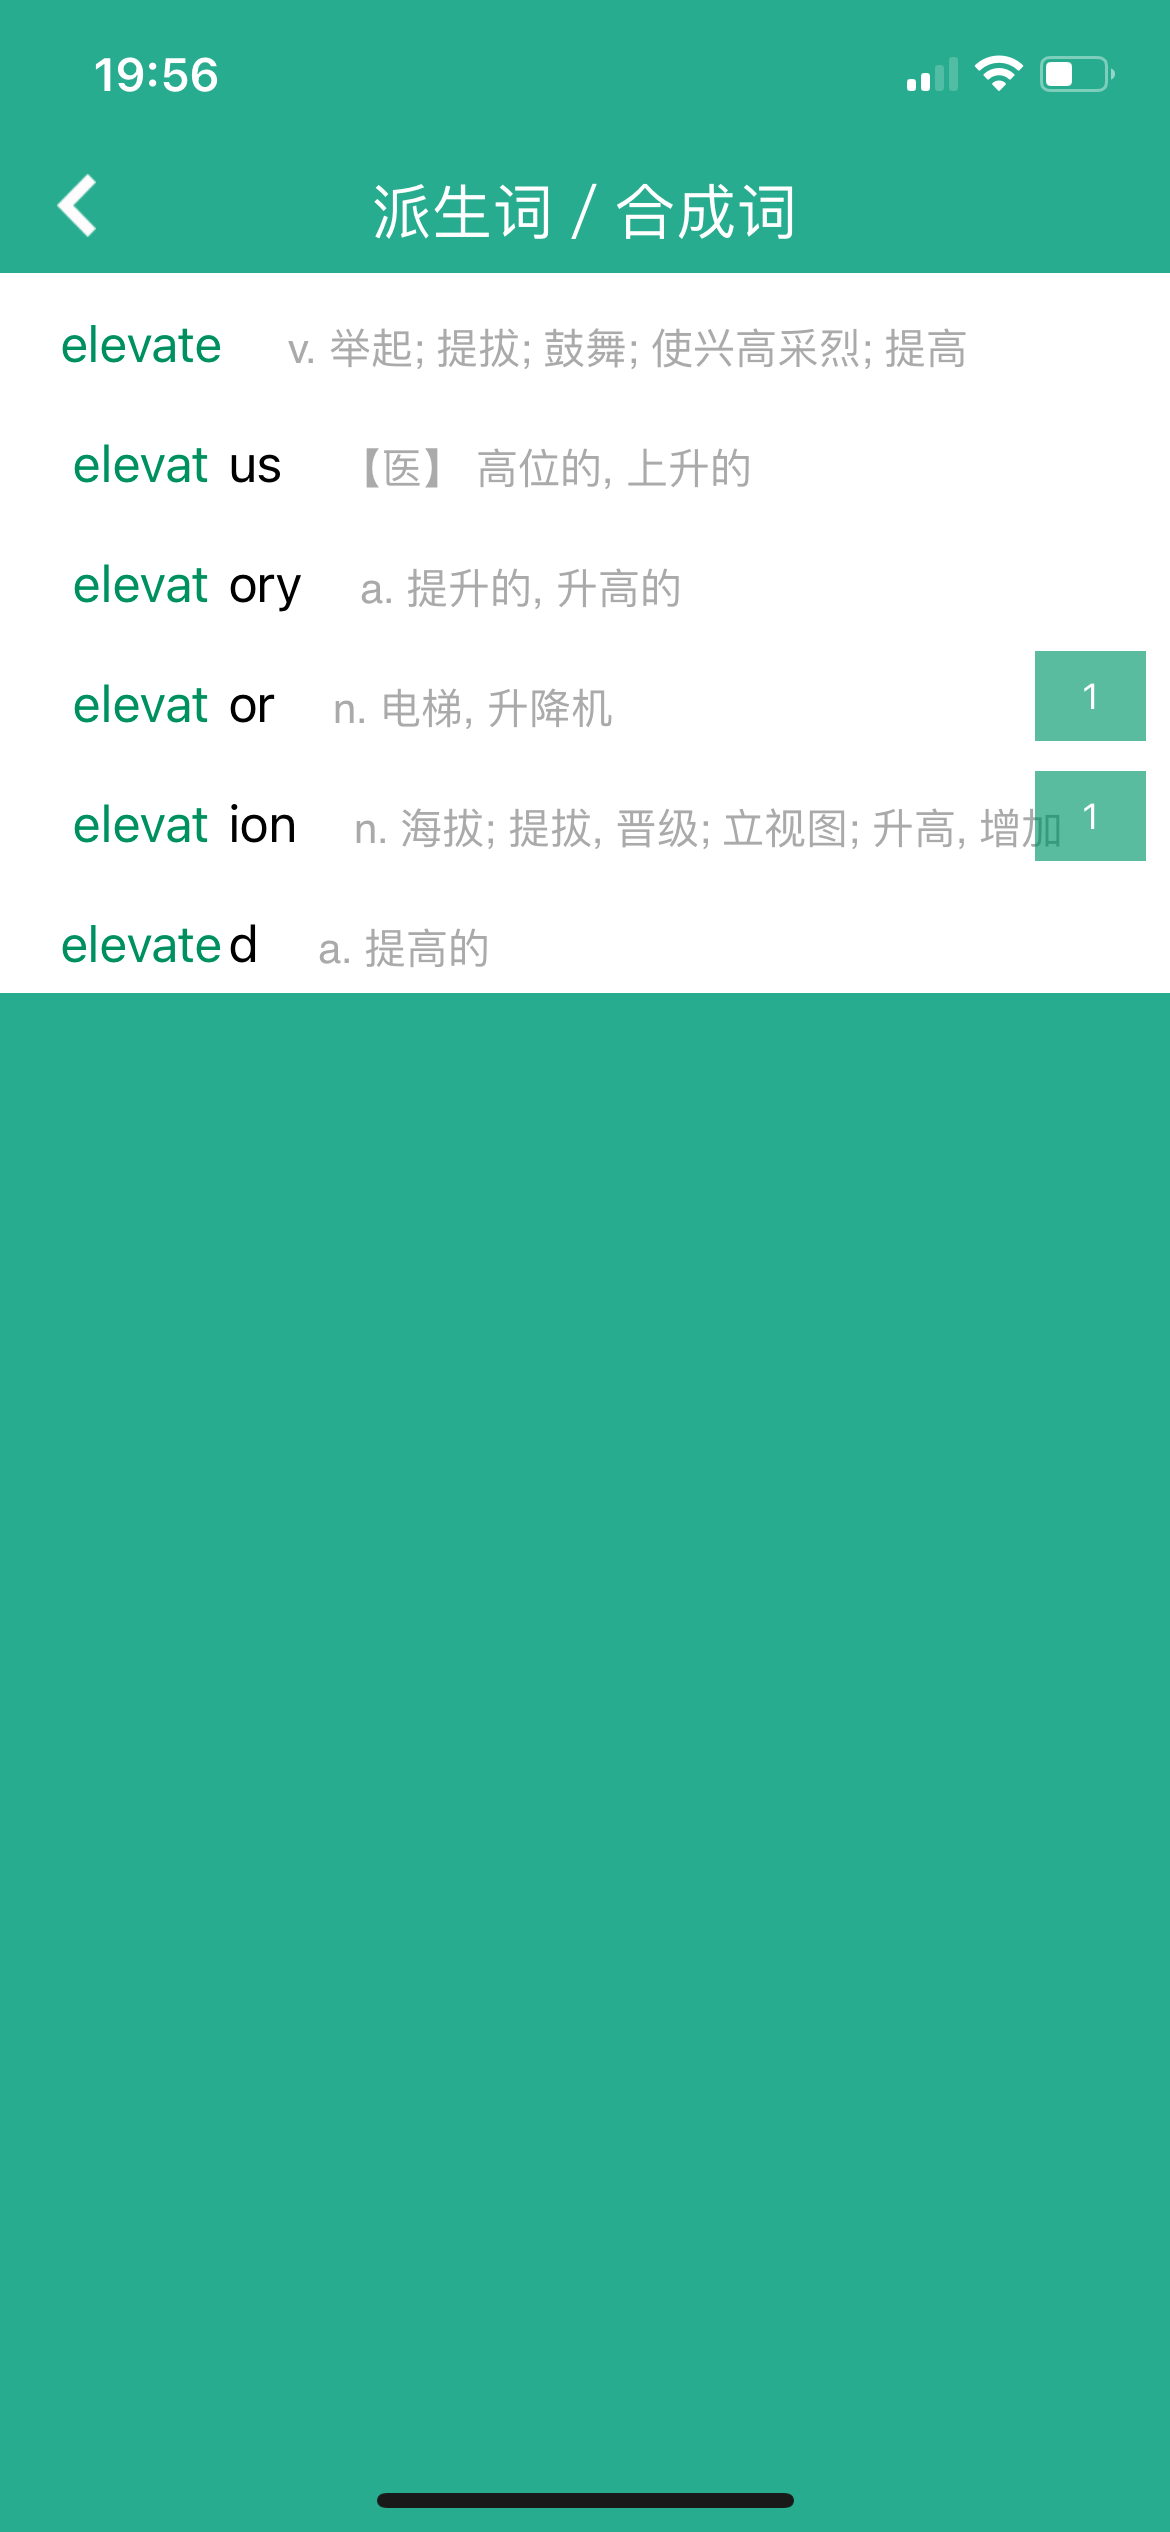 19:56
派生词 / 合成词
elevate v. 举起; 提拔; 鼓舞; 使兴高采烈; 提高
elevat us 【医】 高位的, 上升的
elevat ory a. 提升的, 升高的
elevat or n. 电梯, 升降机 1
elevat ion n. 海拔; 提拔, 晋级; 立视图; 升高, 增加 1
elevate d a. 提高的